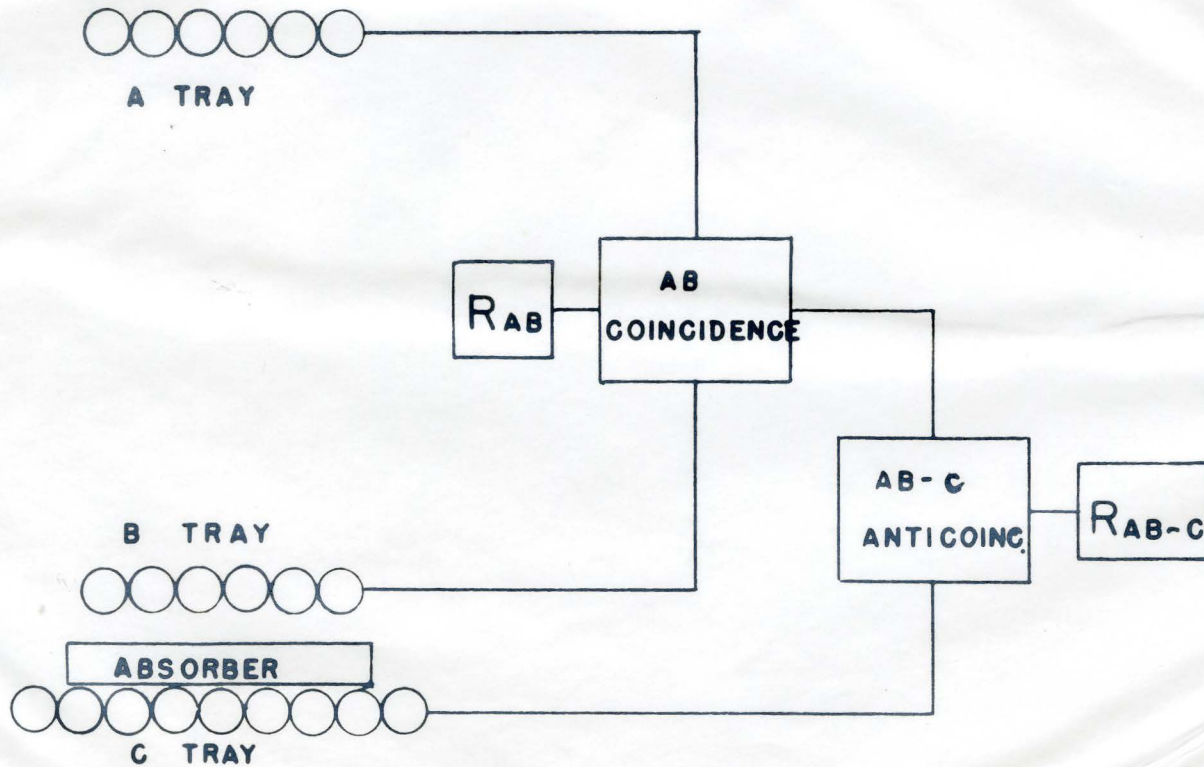 A TRAY
AB
COINCIDENCE
RAB
AB-C
ANTICOINC.
RAB-C
B TRAY
ABSORBER
C TRAY